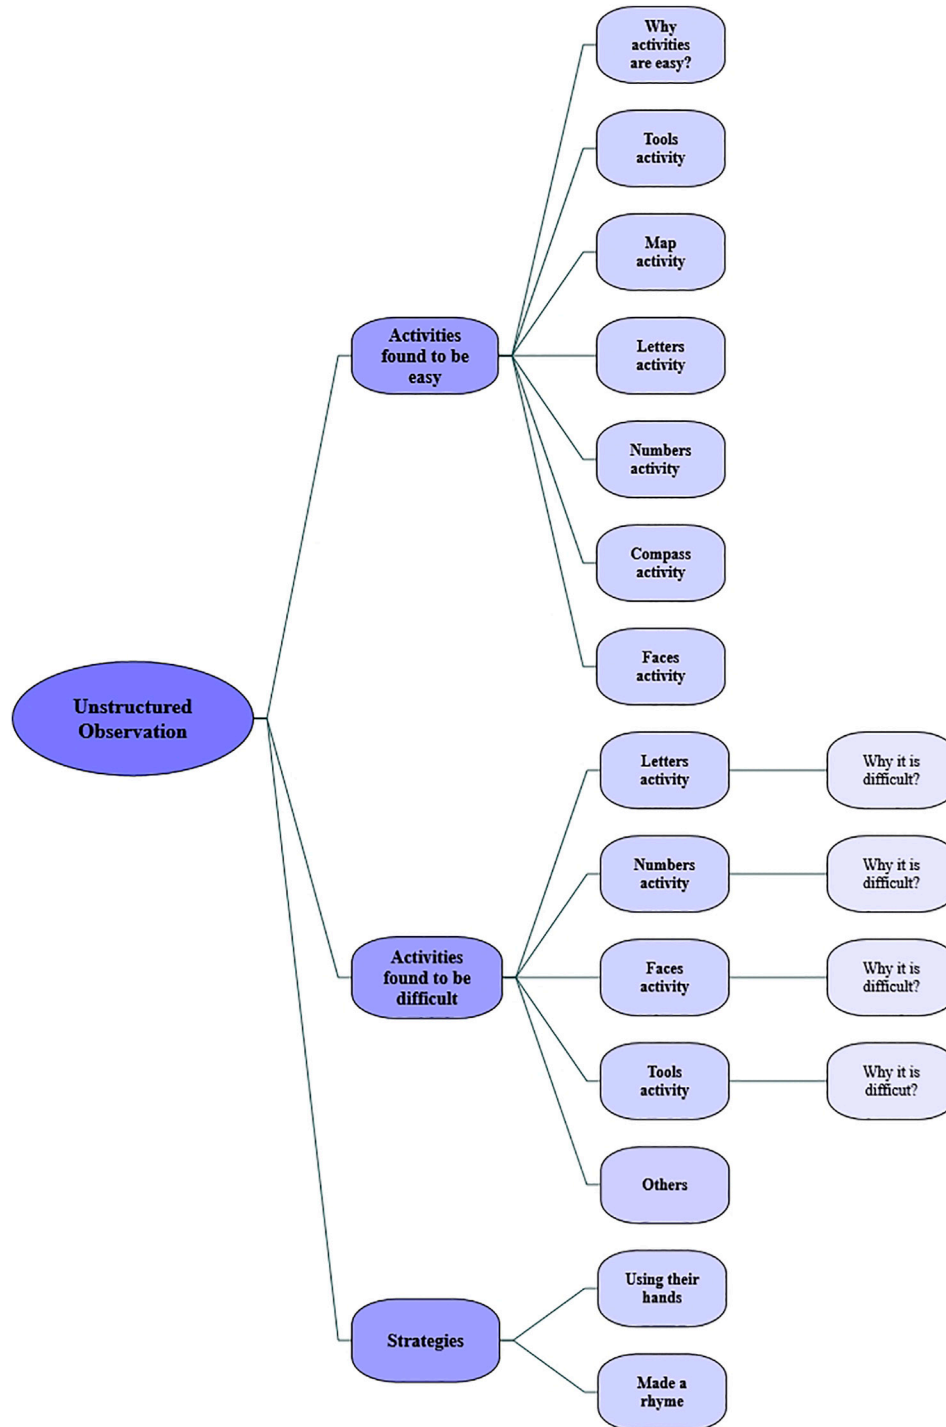 Why
activities
are easy?
Tools
activity
Map
activity
Activities
found to be
easy
Letters
activity
Numbers
activity
Compass
activity
Faces
activity
Unstructured
Observation
Letters
activity
Why it is
difficult?
Numbers
activity
Why it is
difficult?
Activities
found to be
difficult
Faces
activity
Why it is
difficult?
Tools
activity
Why it is
difficut?
Others
Using their
hands
Strategies
Made a
rhyme